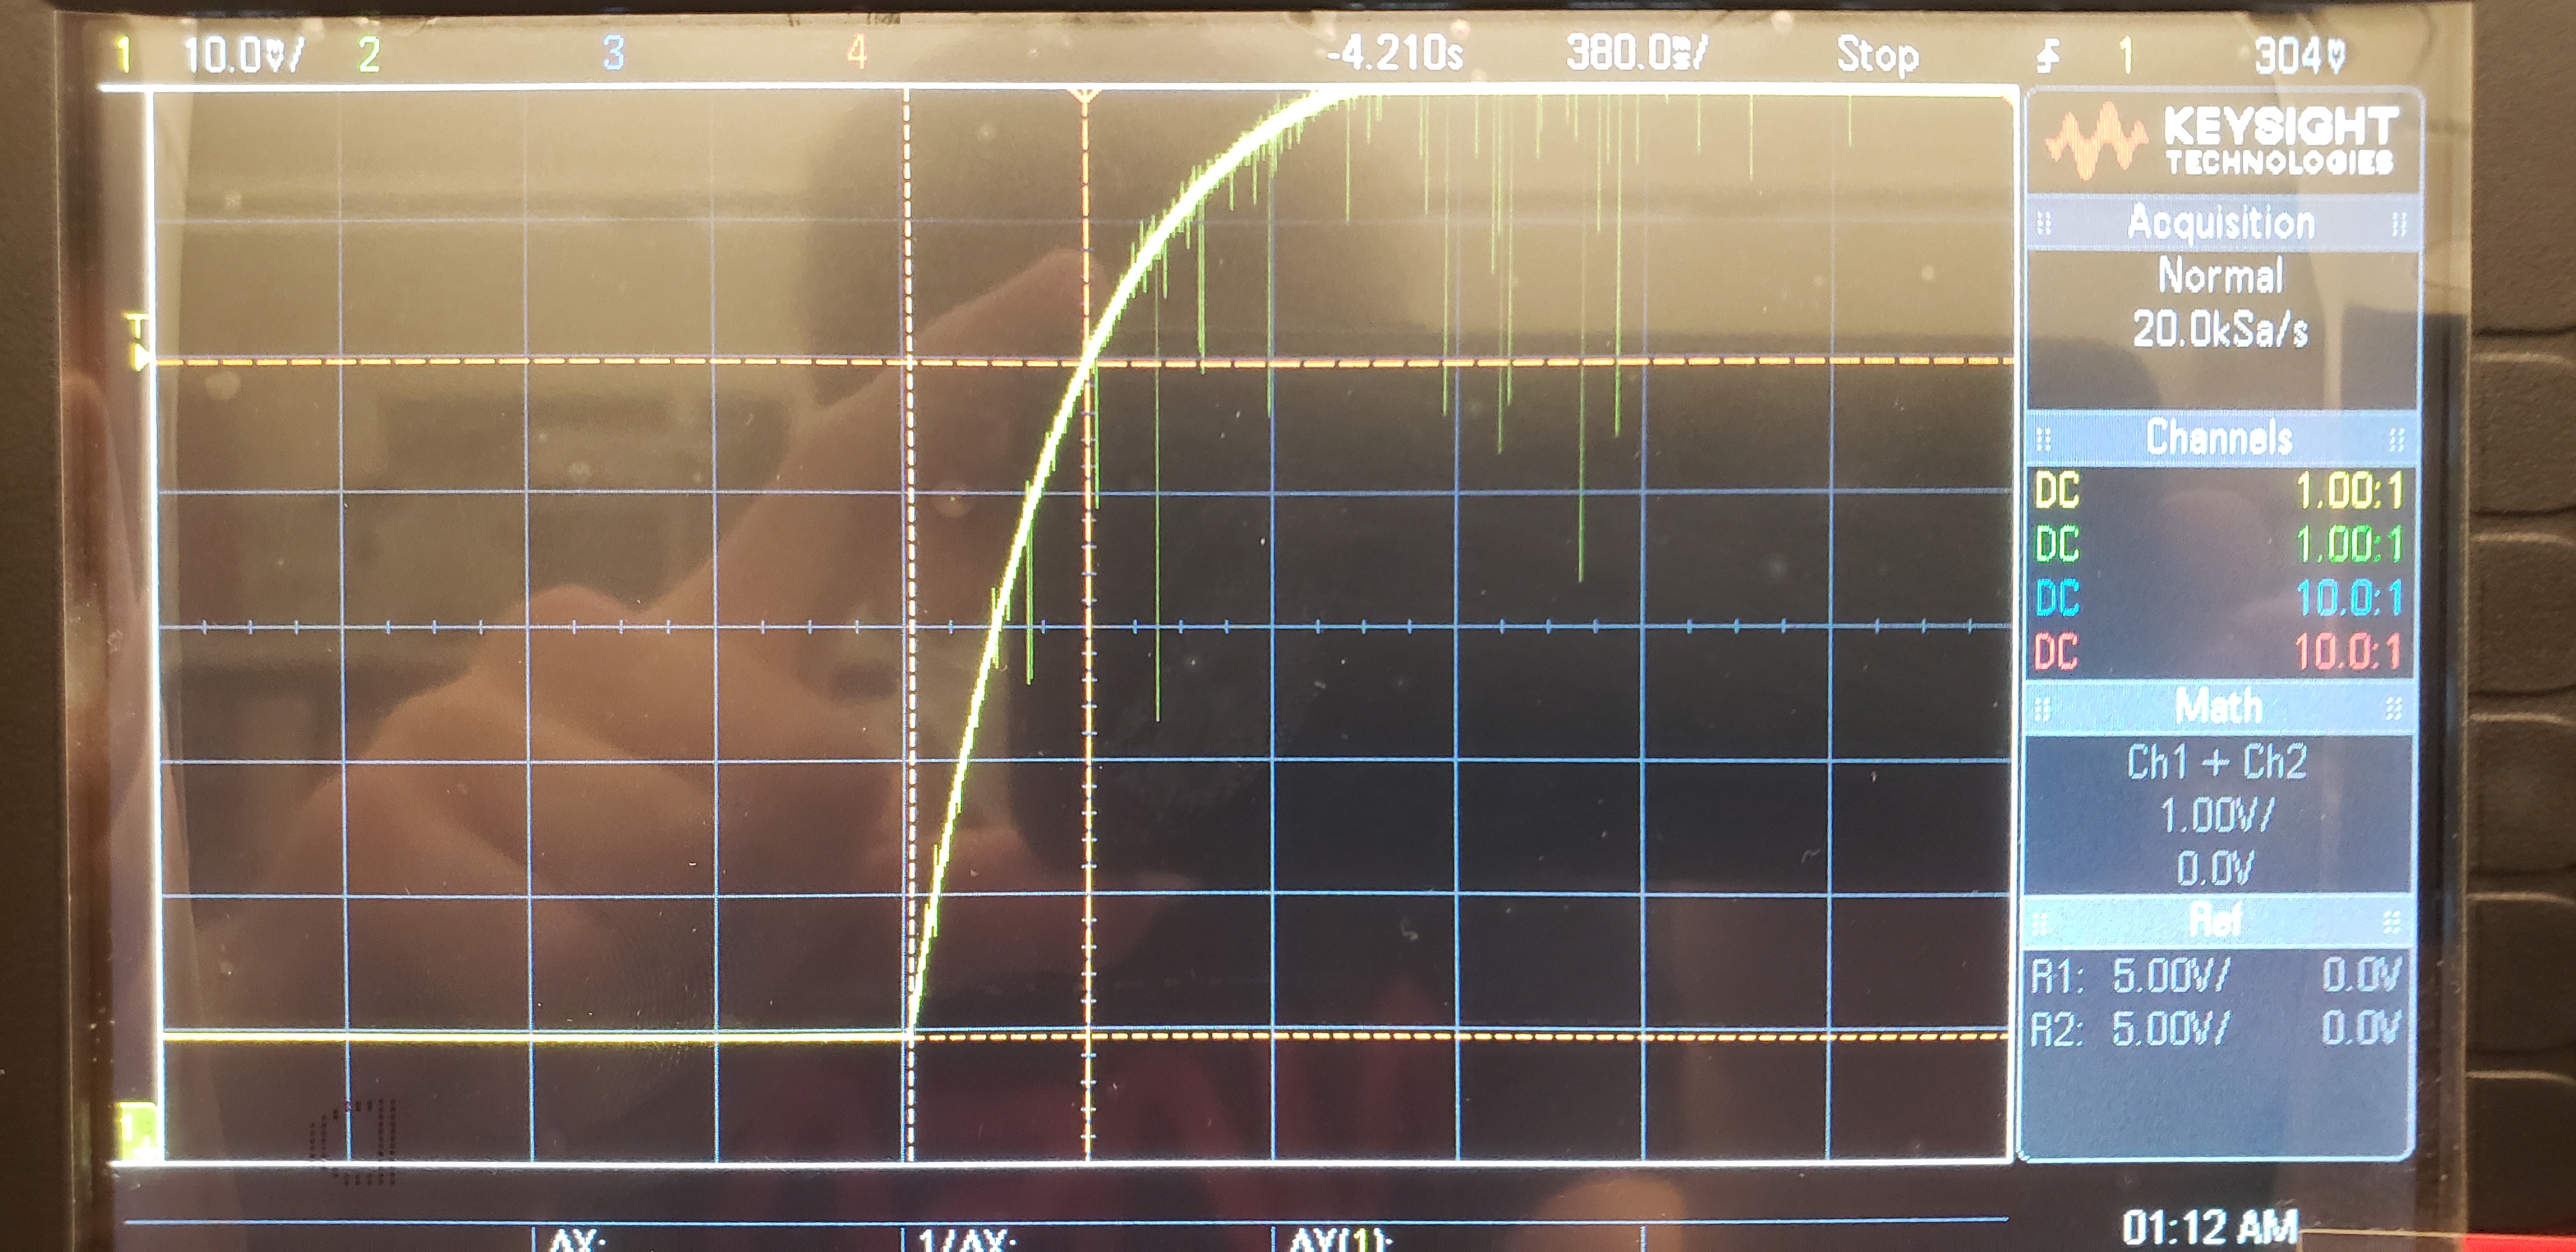 1 10.0V/ 2 3 4 -4.210s 380.0ms/ Stop 1 304V
KEYSIGHT
TECHNOLOGIES
Acquisition
Normal
20.0kSa/s
T
Channels
DC 1.00:1
DC 1.00:1
DC 10.0:1
DC 10.0:1
Math
Ch1 + Ch2
1.00V/
0.0V
Ref
R1: 5.00V/ 0.0V
R2: 5.00V/ 0.0V
ΔX: 1/ΔX: ΔY(1):
01:12 AM